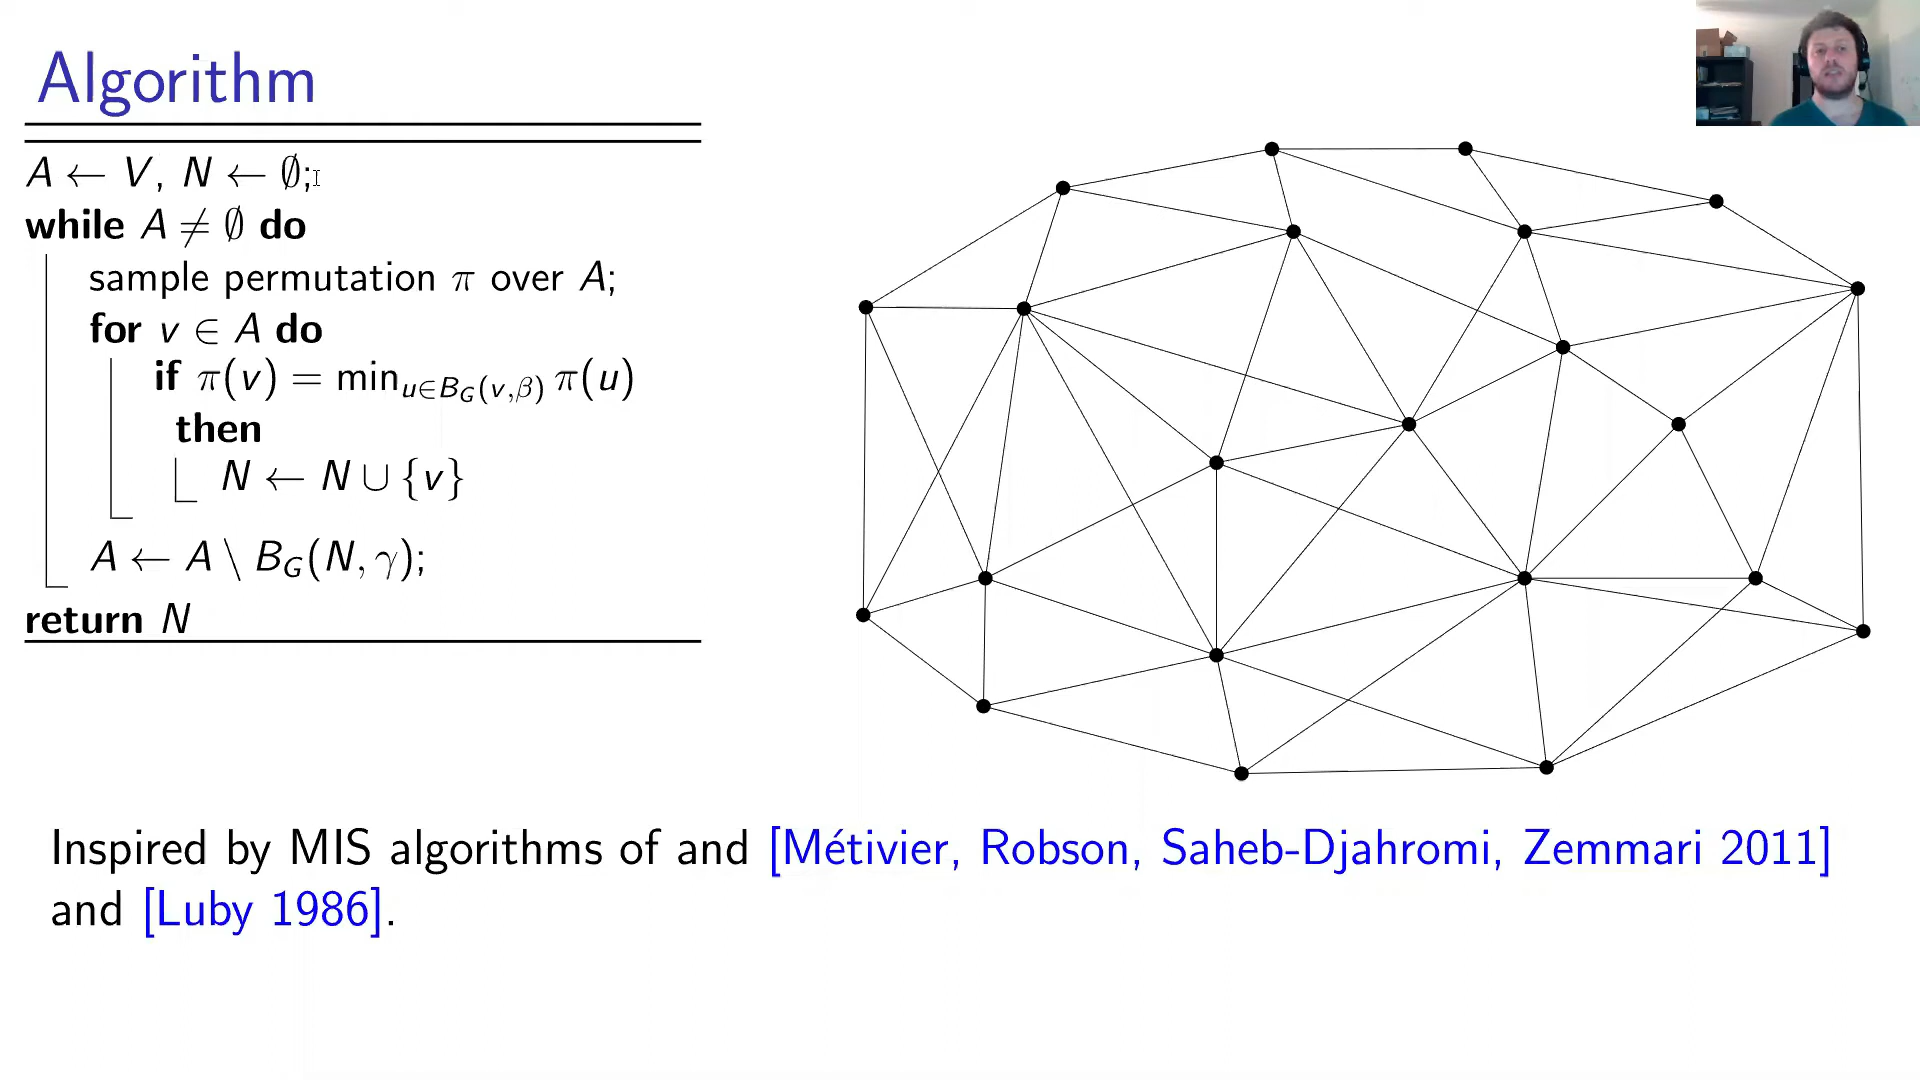 Algorithm
A ← V, N ← ∅;
while A ≠ ∅ do
sample permutation π over A;
for v ∈ A do
if π(v) = min_{u∈B_G(v,β)} π(u)
then
N ← N ∪ {v}
A ← A \ B_G(N, γ);
return N
Inspired by MIS algorithms of and [Métivier, Robson, Saheb-Djahromi, Zemmari 2011]
and [Luby 1986].